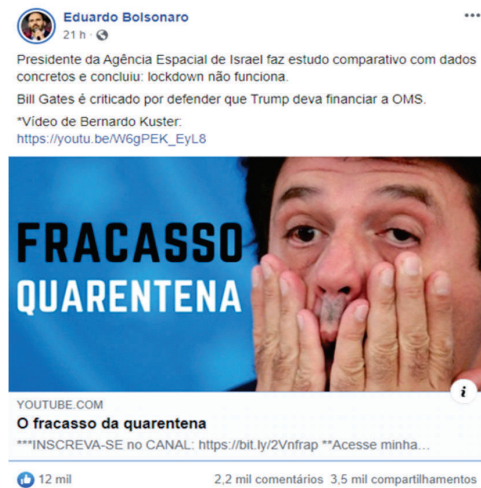 Eduardo Bolsonaro
21 h ·
Presidente da Agência Espacial de Israel faz estudo comparativo com dados
concretos e concluiu: lockdown não funciona.
Bill Gates é criticado por defender que Trump deva financiar a OMS.
*Vídeo de Bernardo Kuster:
https://youtu.be/W6gPEK_EyL8
FRACASSO
QUARENTENA
YOUTUBE.COM
O fracasso da quarentena
***INSCREVA-SE no CANAL: https://bit.ly/2Vnfrap **Acesse minha…
12 mil 2,2 mil comentários 3,5 mil compartilhamentos